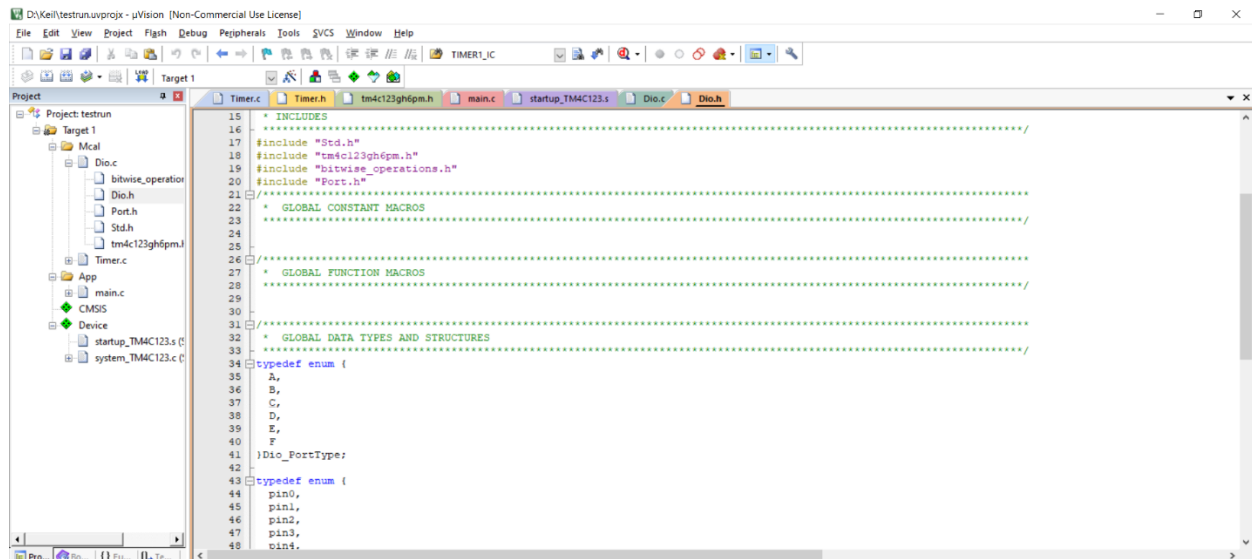 D:\Keil\testrun.uvprojx - µVision [Non-Commercial Use License]
File Edit View Project Flash Debug Peripherals Tools SVCS Window Help
TIMER1_IC
LOAD Target 1
Project
Timer.c Timer.h tm4c123gh6pm.h main.c startup_TM4C123.s Dio.c Dio.h
Project: testrun
Target 1
Mcal
Dio.c
bitwise_operation
Dio.h
Port.h
Std.h
tm4c123gh6pm.h
Timer.c
App
main.c
CMSIS
Device
startup_TM4C123.s (S
system_TM4C123.c (S
15 * INCLUDES
16 *********************************************************************************************************************/
17 #include "Std.h"
18 #include "tm4c123gh6pm.h"
19 #include "bitwise_operations.h"
20 #include "Port.h"
21 /**********************************************************************************************************************
22 * GLOBAL CONSTANT MACROS
23 *********************************************************************************************************************/
24
25
26 /**********************************************************************************************************************
27 * GLOBAL FUNCTION MACROS
28 *********************************************************************************************************************/
29
30
31 /**********************************************************************************************************************
32 * GLOBAL DATA TYPES AND STRUCTURES
33 *********************************************************************************************************************/
34 typedef enum {
35 A,
36 B,
37 C,
38 D,
39 E,
40 F
41 }Dio_PortType;
42
43 typedef enum {
44 pin0,
45 pin1,
46 pin2,
47 pin3,
48 pin4,
Pro... Bo... {} Fu... Te...